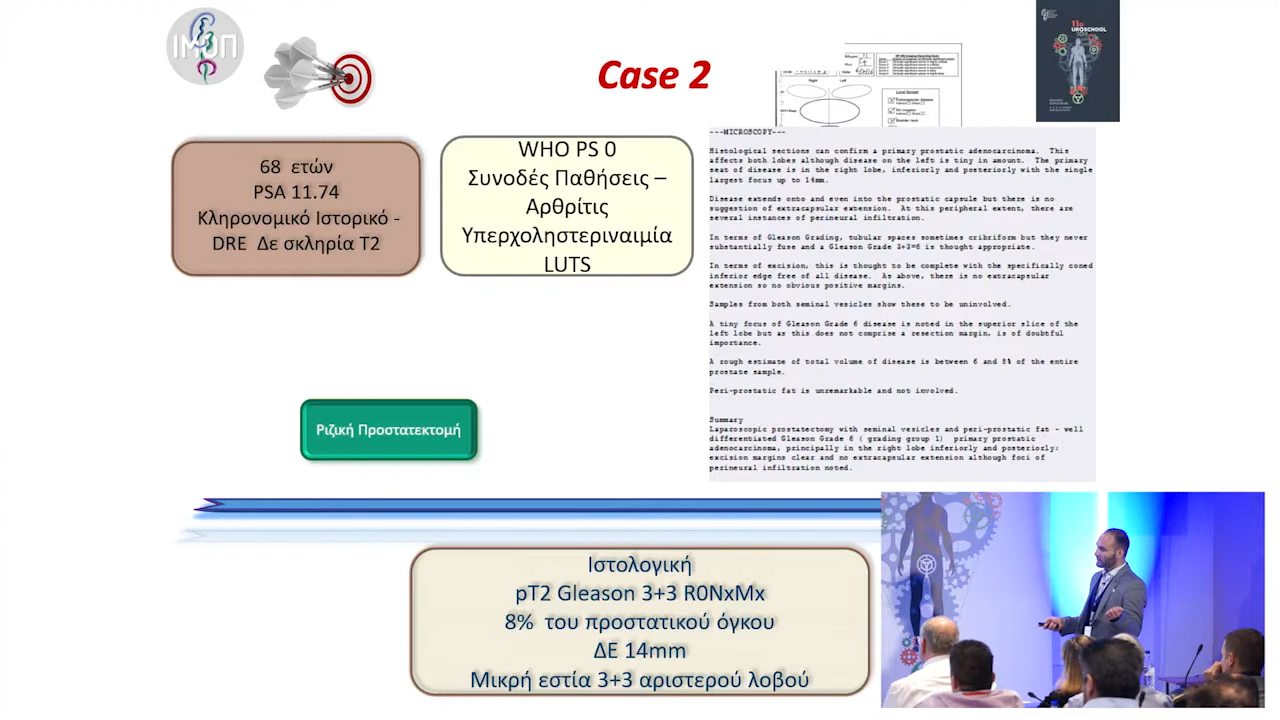 ΙΜΟΠ
Case 2
11ο
UROSCHOOL
68 ετών
PSA 11.74
Κληρονομικό Ιστορικό -
DRE Δε σκληρία T2
WHO PS 0
Συνοδές Παθήσεις –
Αρθρίτις
Υπερχοληστεριναιμία
LUTS
Right
Left
Local Spread
Extracapsular disease
---MICROSCOPY---
Histological sections can confirm a primary prostatic adenocarcinoma. This
affects both lobes although disease on the left is tiny in amount. The primary
seat of disease is in the right lobe, inferiorly and posteriorly with the single
largest focus up to 14mm.
Disease extends onto and even into the prostatic capsule but there is no
suggestion of extracapsular extension. At this peripheral extent, there are
several instances of perineural infiltration.
In terms of Gleason Grading, tubular spaces sometimes cribriform but they never
substantially fuse and a Gleason Grade 3+3=6 is thought appropriate.
In terms of excision, this is thought to be complete with the specifically coned
inferior edge free of all disease. As above, there is no extracapsular
extension so no obvious positive margins.
Samples from both seminal vesicles show these to be uninvolved.
A tiny focus of Gleason Grade 6 disease is noted in the superior slice of the
left lobe but as this does not comprise a resection margin, is of doubtful
importance.
A rough estimate of total volume of disease is between 6 and 8% of the entire
prostate sample.
Peri-prostatic fat is unremarkable and not involved.
Summary
Laparoscopic prostatectomy with seminal vesicles and peri-prostatic fat - well
differentiated Gleason Grade 6 ( grading group 1) primary prostatic
adenocarcinoma, principally in the right lobe inferiorly and posteriorly;
excision margins clear and no extracapsular extension although foci of
perineural infiltration noted.
Ριζική Προστατεκτομή
Ιστολογική
pT2 Gleason 3+3 R0NxMx
8% του προστατικού όγκου
ΔΕ 14mm
Μικρή εστία 3+3 αριστερού λοβού